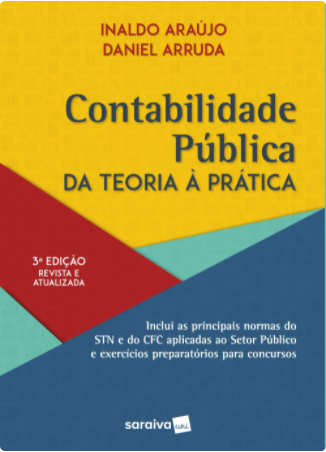 INALDO ARAÚJO
DANIEL ARRUDA
Contabilidade
Pública
DA TEORIA À PRÁTICA
3ª EDIÇÃO
REVISTA E
ATUALIZADA
Inclui as principais normas do
STN e do CFC aplicadas ao Setor Público
e exercícios preparatórios para concursos
saraiva uni